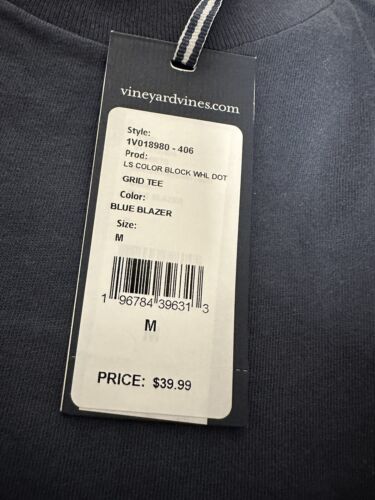 vineyardvines.com
Style:
1V018980 - 406
Prod:
LS COLOR BLOCK WHL DOT
GRID TEE
Color:
BLUE BLAZER
Size:
M
1 96784 39631 3
M
PRICE: $39.99